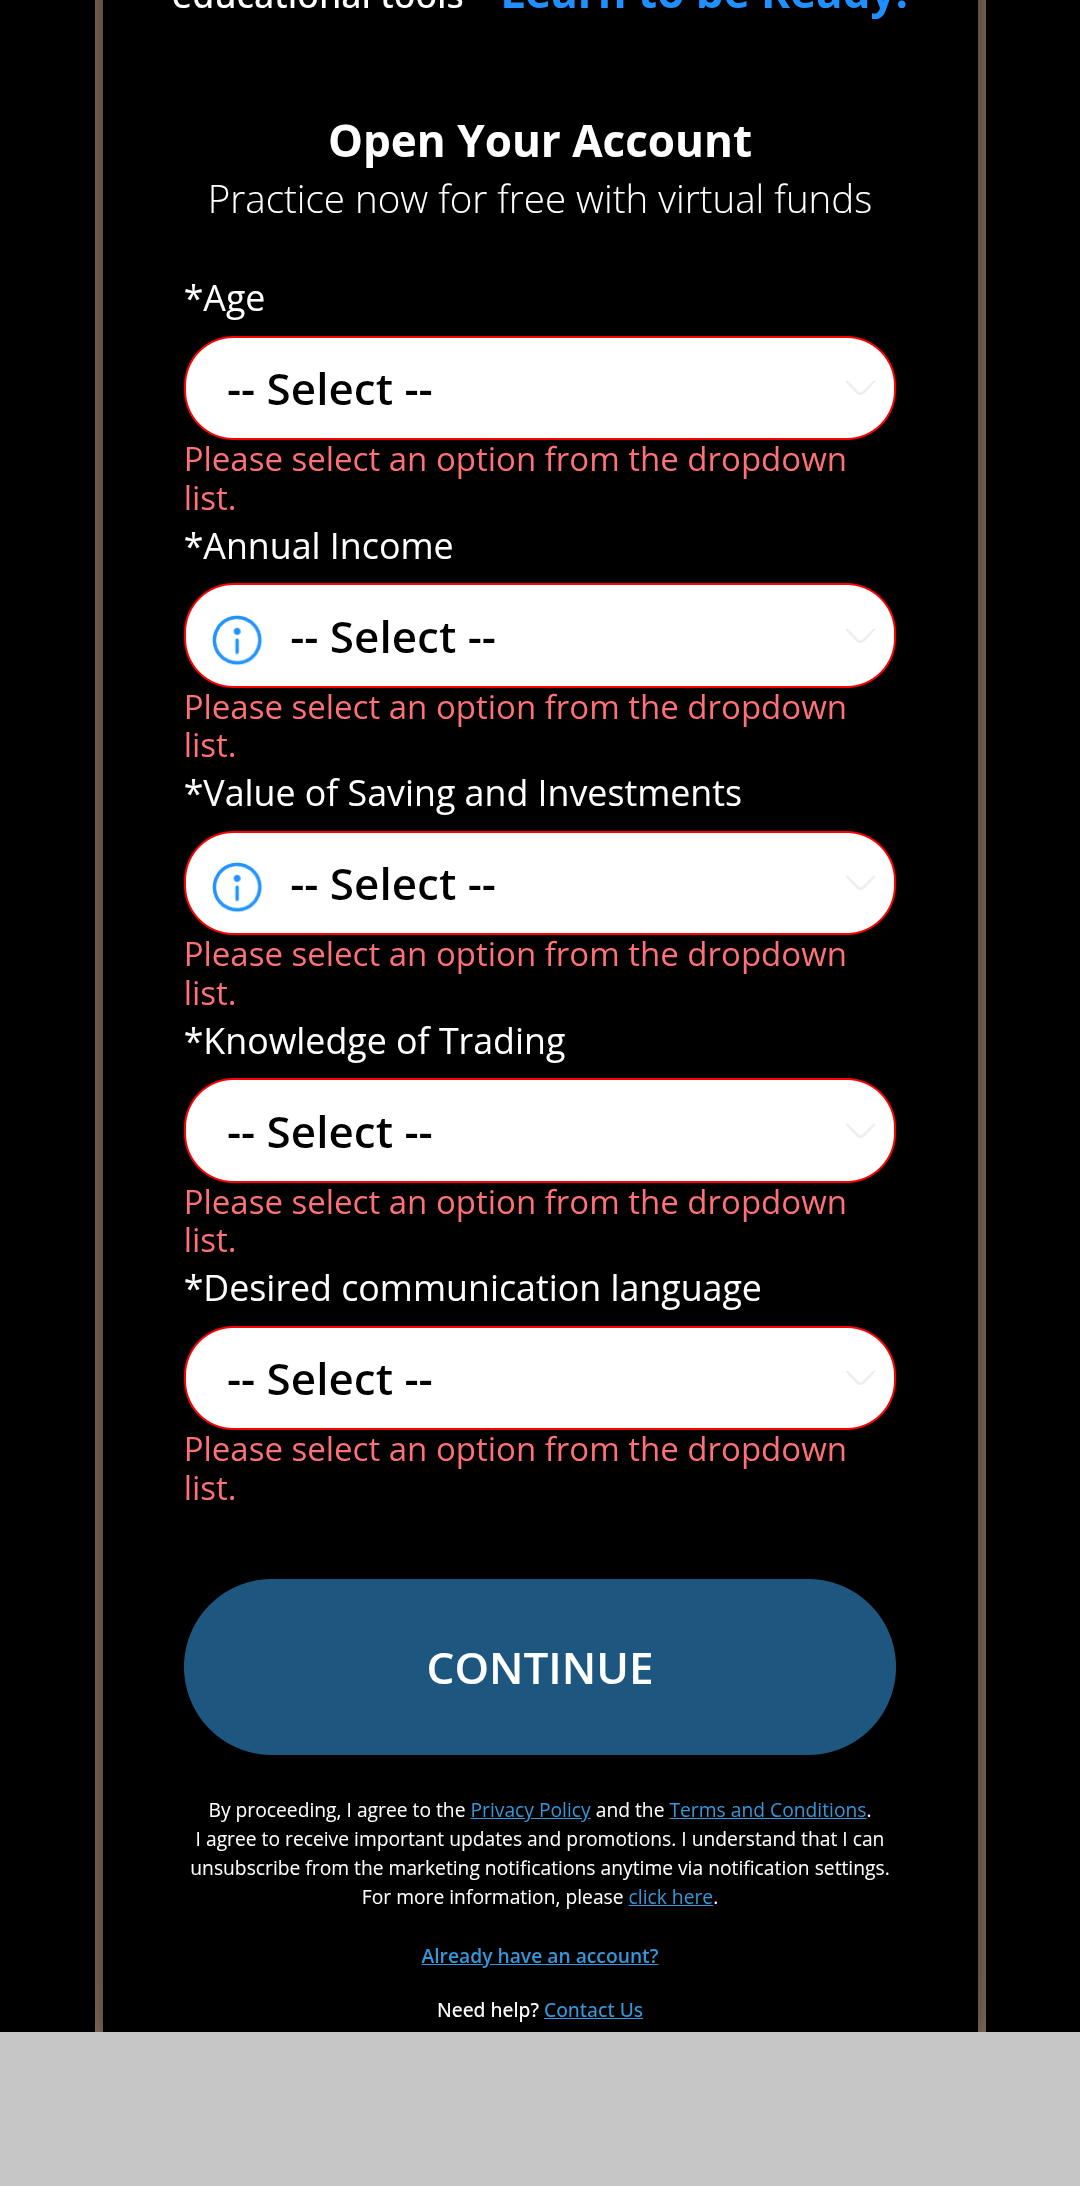 educational tools - Learn to be Ready!
Open Your Account
Practice now for free with virtual funds
*Age
-- Select --
Please select an option from the dropdown
list.
*Annual Income
-- Select --
Please select an option from the dropdown
list.
*Value of Saving and Investments
-- Select --
Please select an option from the dropdown
list.
*Knowledge of Trading
-- Select --
Please select an option from the dropdown
list.
*Desired communication language
-- Select --
Please select an option from the dropdown
list.
CONTINUE
By proceeding, I agree to the Privacy Policy and the Terms and Conditions.
I agree to receive important updates and promotions. I understand that I can
unsubscribe from the marketing notifications anytime via notification settings.
For more information, please click here.
Already have an account?
Need help? Contact Us